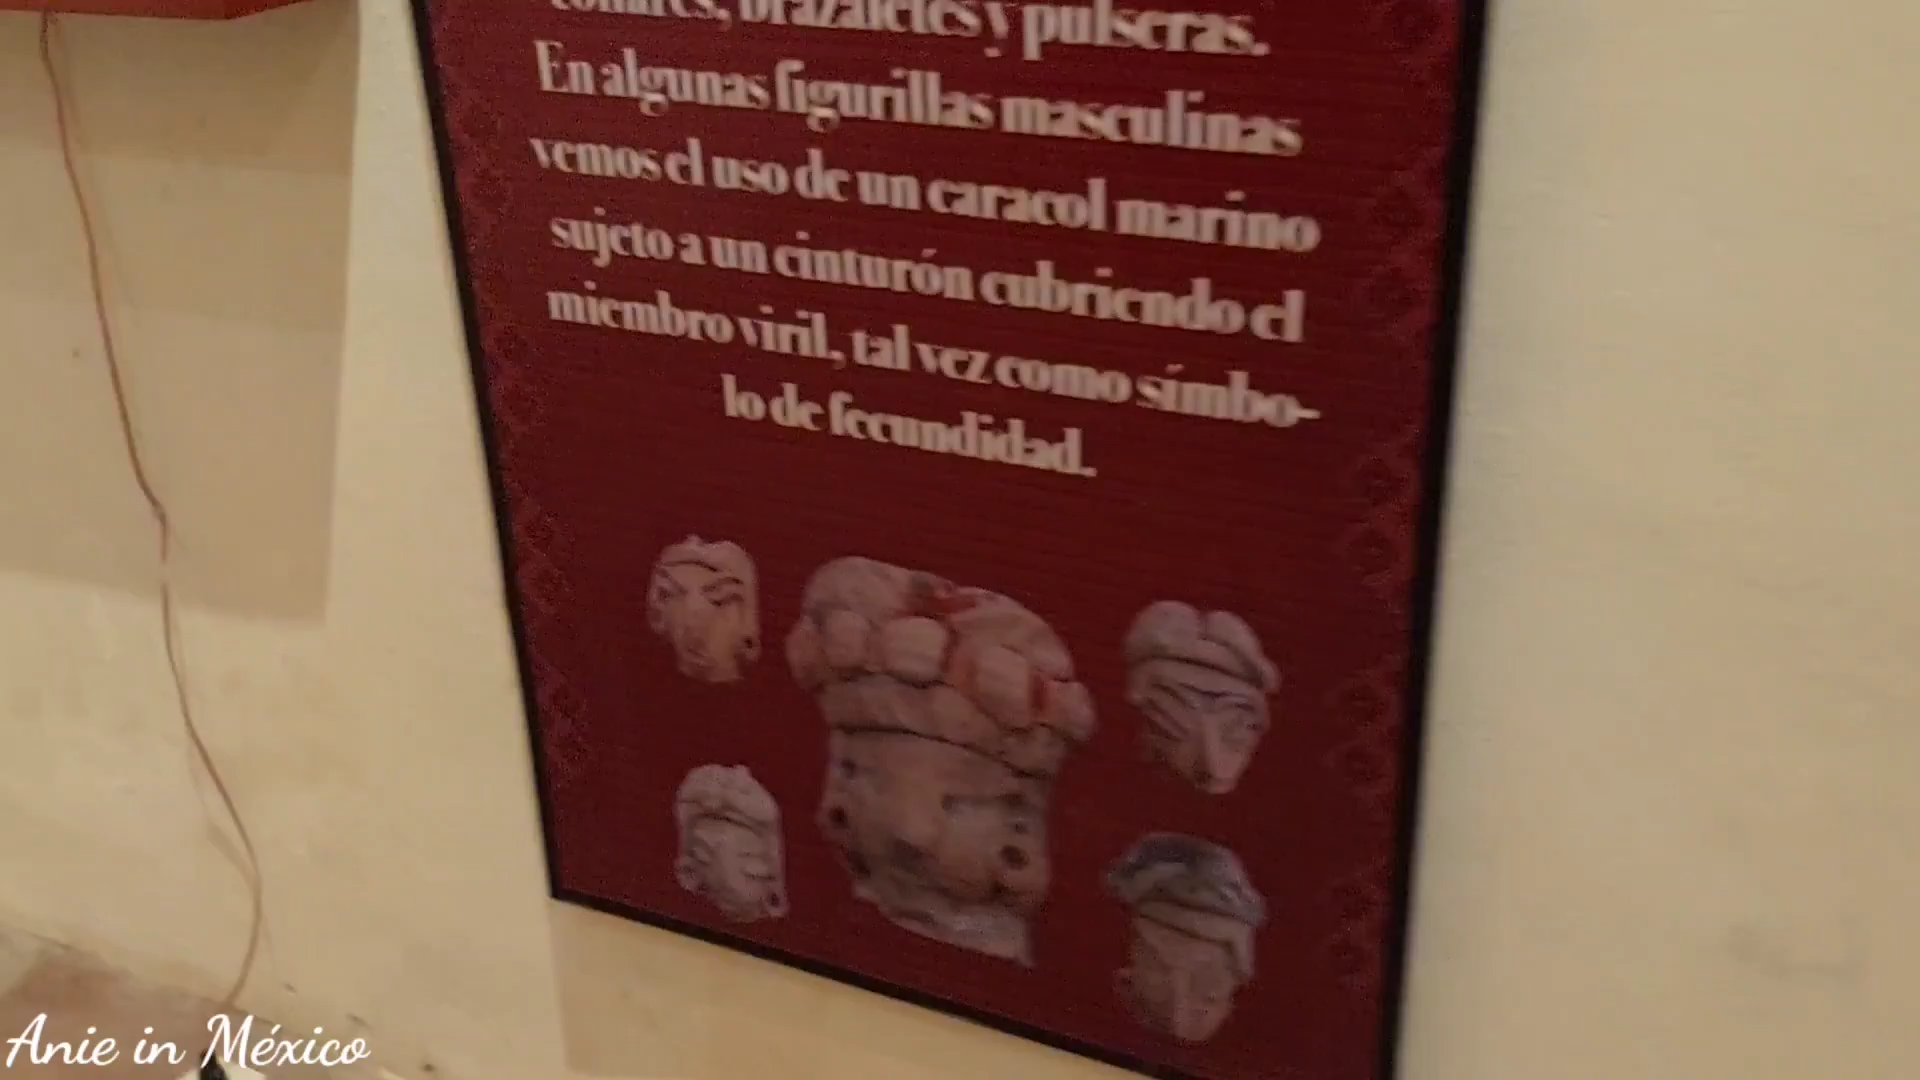 collares, brazaletes y pulseras.
En algunas figurillas masculinas
vemos el uso de un caracol marino
sujeto a un cinturón cubriendo el
miembro viril, tal vez como símbo-
lo de fecundidad.
Anie in México